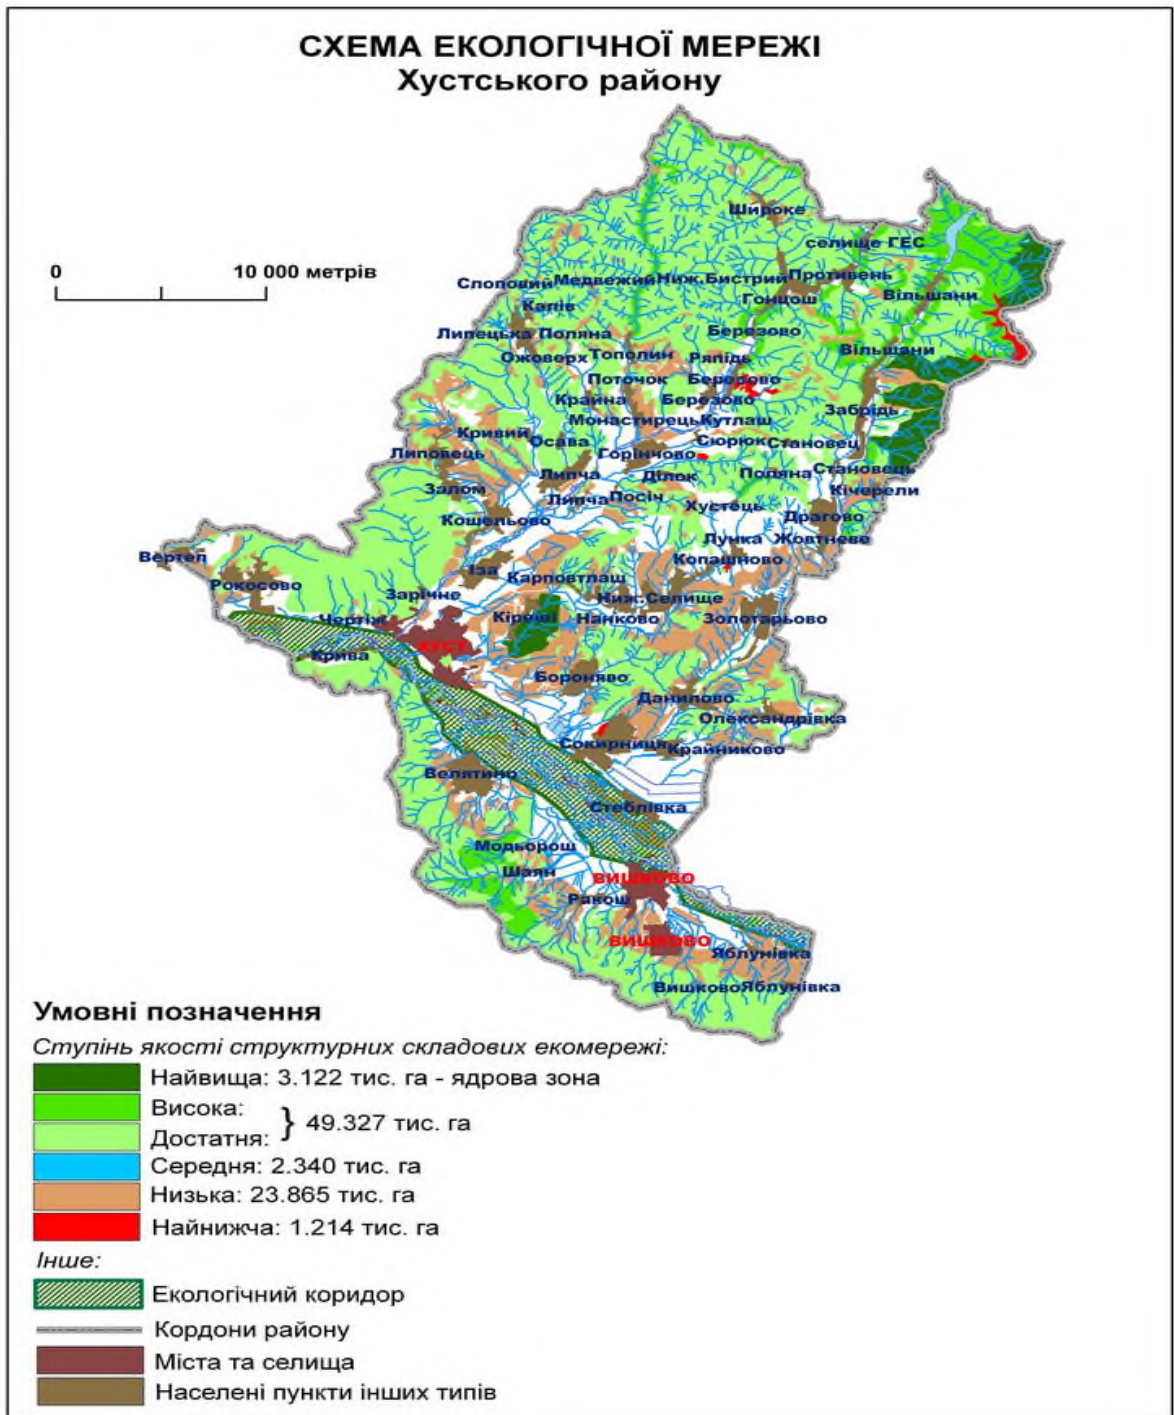 СХЕМА ЕКОЛОГІЧНОЇ МЕРЕЖІ
Хустського району
0 10 000 метрів
Широке
селище ГЕС
Слоповий Медвежий Ниж.Бистрий Противень
Гонцош Вільшани
Калів
Липецька Поляна Березово
Ожоверх Тополин Ряпідь Вільшани
Поточок Березово
Крайна Березово Забрідь
Монастирець Кутлаш
Кривий Осава Сюрюк Становец
Липовець Горінчово
Липча Ділок Поляна Становець
Залом Липча Посіч Кічерели
Хустець
Кошельово Драгово
Лунка Жовтневе
Вертеп Копашново
Іза Карповтлаш
Рокосово Зарічне Ниж.Селище
Чертіж Кіреші Нанково Золотарьово
ХУСТ
Крива
Бороняво
Данилово
Олександрівка
Сокирниця Крайниково
Велятино
Стеблівка
Модьорош
Шаян ВИШКОВО
Ракош
ВИШКОВО
Яблунівка
Вишково Яблунівка
Умовні позначення
Ступінь якості структурних складових екомережі:
Найвища: 3.122 тис. га - ядрова зона
Висока:
} 49.327 тис. га
Достатня:
Середня: 2.340 тис. га
Низька: 23.865 тис. га
Найнижча: 1.214 тис. га
Інше:
Екологічний коридор
Кордони району
Міста та селища
Населені пункти інших типів